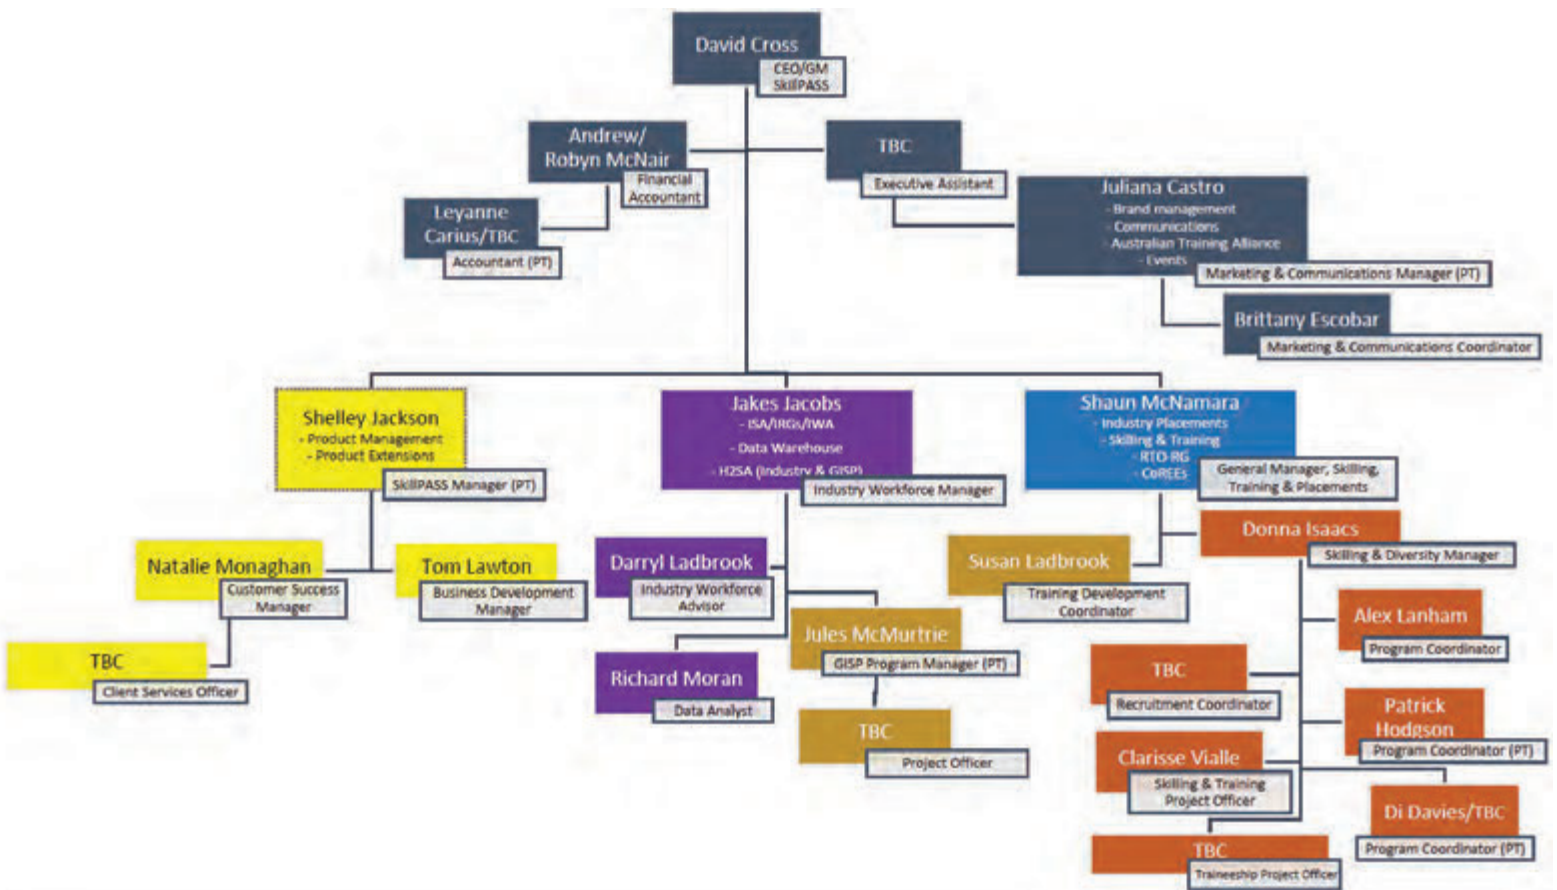 David Cross
CEO/GM
SkillPASS
Andrew/
Robyn McNair
Financial
Accountant
TBC
Executive Assistant
Leyanne
Carius/TBC
Accountant (PT)
Juliana Castro
- Brand management
- Communications
- Australian Training Alliance
- Events
Marketing & Communications Manager (PT)
Brittany Escobar
Marketing & Communications Coordinator
Shelley Jackson
- Product Management
- Product Extensions
SkillPASS Manager (PT)
Jakes Jacobs
- ISA/IRGs/IWA
- Data Warehouse
- H2SA (Industry & GISP)
Industry Workforce Manager
Shaun McNamara
- Industry Placements
- Skilling & Training
- RTO-RG
- CoREEs
General Manager, Skilling,
Training & Placements
Natalie Monaghan
Customer Success
Manager
Tom Lawton
Business Development
Manager
TBC
Client Services Officer
Darryl Ladbrook
Industry Workforce
Advisor
Jules McMurtrie
GISP Program Manager (PT)
Richard Moran
Data Analyst
TBC
Project Officer
Susan Ladbrook
Training Development
Coordinator
Donna Isaacs
Skilling & Diversity Manager
Alex Lanham
Program Coordinator
TBC
Recruitment Coordinator
Patrick
Hodgson
Program Coordinator (PT)
Clarisse Vialle
Skilling & Training
Project Officer
Di Davies/TBC
Program Coordinator (PT)
TBC
Traineeship Project Officer